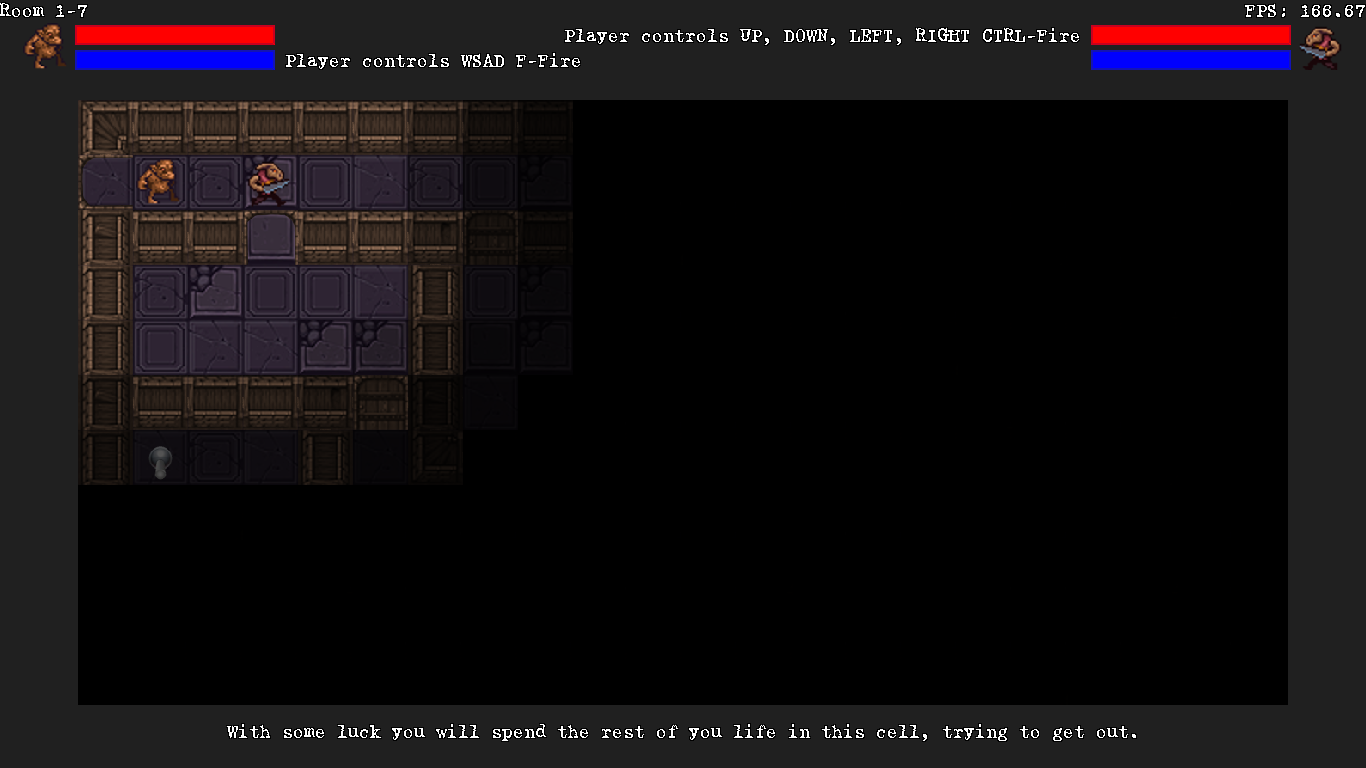 Room 1-7
FPS: 166.67
Player controls UP, DOWN, LEFT, RIGHT CTRL-Fire
Player controls WSAD F-Fire
With some luck you will spend the rest of you life in this cell, trying to get out.